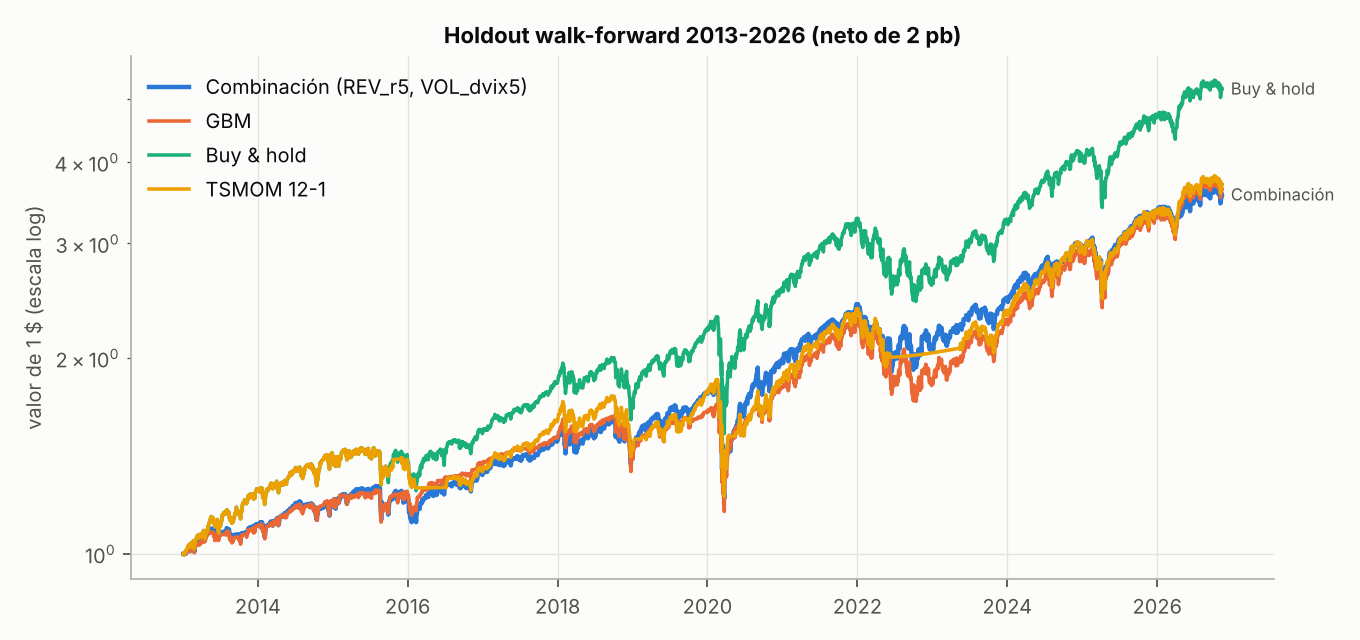 Holdout walk-forward 2013-2026 (neto de 2 pb)
Combinación (REV_r5, VOL_dvix5)
GBM
Buy & hold
TSMOM 12-1
Buy & hold
Combinación
valor de 1 $ (escala log)
4 × 10⁰
3 × 10⁰
2 × 10⁰
10⁰
2014 2016 2018 2020 2022 2024 2026